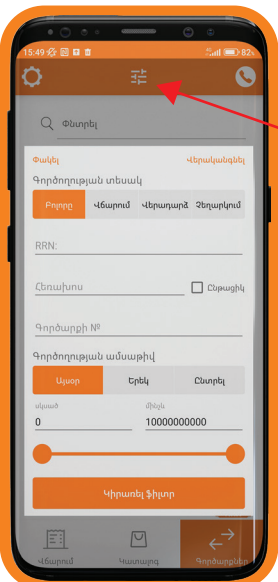 15:49 82%
Փնտրել
Փակել Վերականգնել
Գործողության տեսակ
Բոլորը Վճարում Վերադարձ Չեղարկում
RRN:
Հեռախոս Ընթացիկ
Գործարքի №
Գործողության ամսաթիվ
Այսօր Երեկ Ընտրել
սկսած մինչև
0 10000000000
Կիրառել ֆիլտր
Վճարում Կատալոգ Գործարքներ